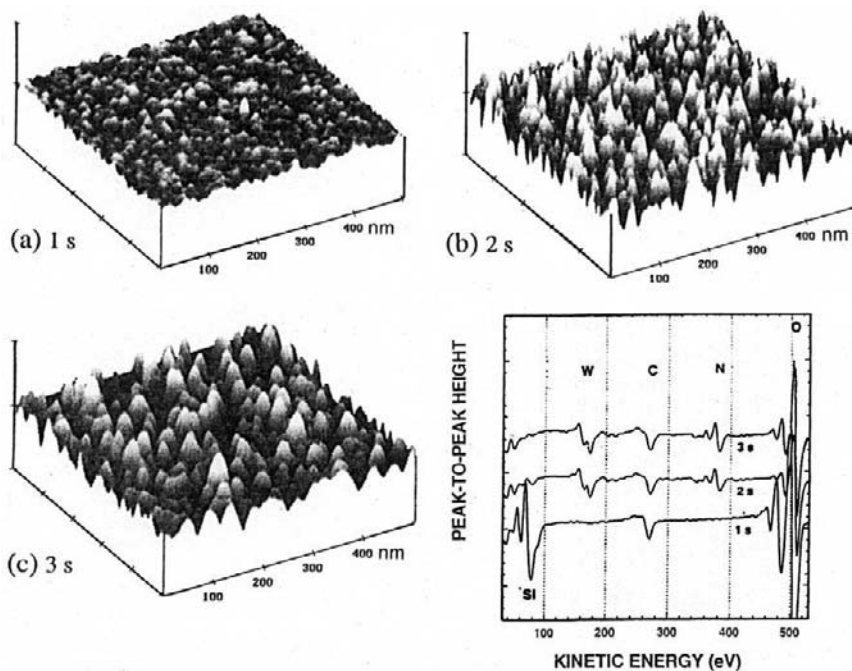 (a) 1 s
100 200 300 400 nm
(b) 2 s
100 200 300 400 nm
(c) 3 s
100 200 300 400 nm
PEAK-TO-PEAK HEIGHT
W C N O
3 s
2 s
1 s
SI
100 200 300 400 500
KINETIC ENERGY (eV)